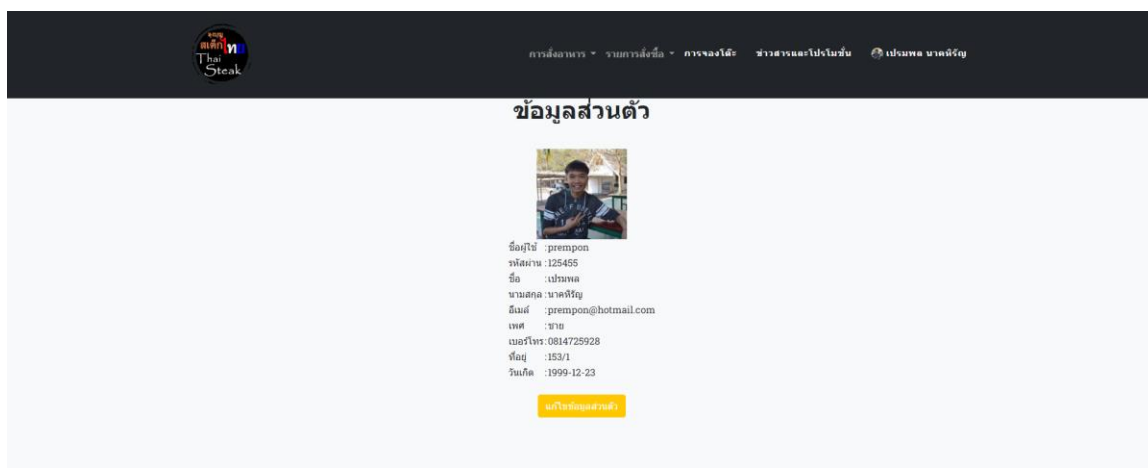 สเต็กไทย
Thai
Steak
การสั่งอาหาร รายการสั่งซื้อ การจองโต๊ะ ข่าวสารและโปรโมชั่น เปรมพล นาคหิรัญ
ข้อมูลส่วนตัว
ชื่อผู้ใช้ :prempon
รหัสผ่าน :125455
ชื่อ :เปรมพล
นามสกุล :นาคหิรัญ
อีเมล์ :prempon@hotmail.com
เพศ :ชาย
เบอร์โทร :0814725928
ที่อยู่ :153/1
วันเกิด :1999-12-23
แก้ไขข้อมูลส่วนตัว